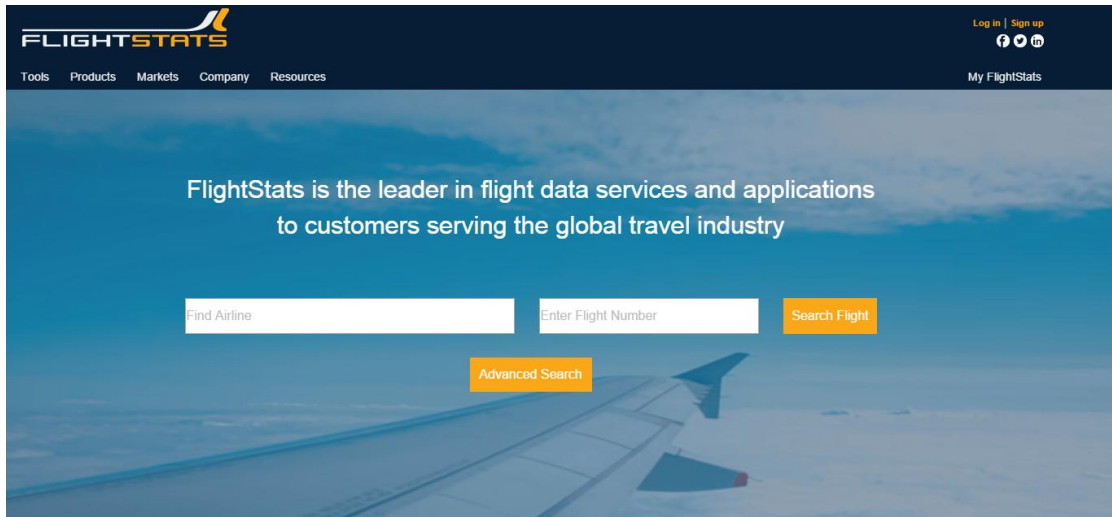 FLIGHTSTATS
Log in | Sign up
Tools Products Markets Company Resources My FlightStats
FlightStats is the leader in flight data services and applications
to customers serving the global travel industry
Find Airline Enter Flight Number Search Flight
Advanced Search